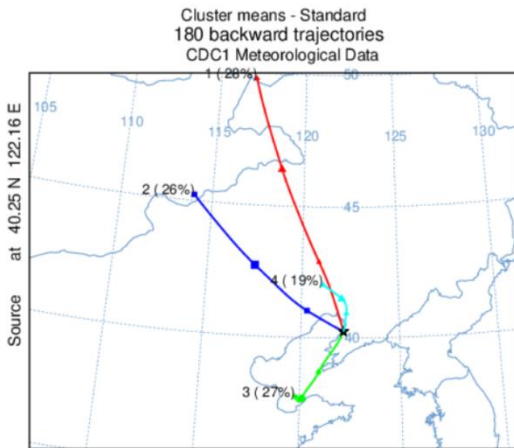 Cluster means - Standard
180 backward trajectories
CDC1 Meteorological Data
Source at 40.25 N 122.16 E
1 ( 28%)
50
105
110
115
120
125
130
2 ( 26%)
45
4 ( 19%)
40
3 ( 27%)